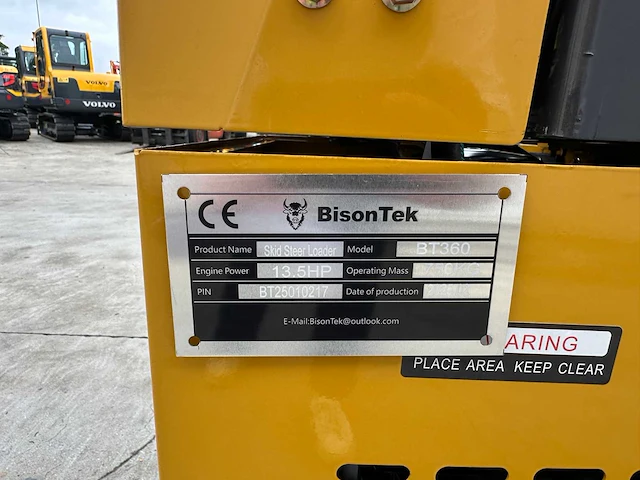 VOLVO
VOLVO
CE BisonTek
Product Name Skid Steer Loader Model BT360
Engine Power 13.5HP Operating Mass
PIN BT25010217 Date of production
E-Mail:BisonTek@outlook.com
ARING
PLACE AREA KEEP CLEAR